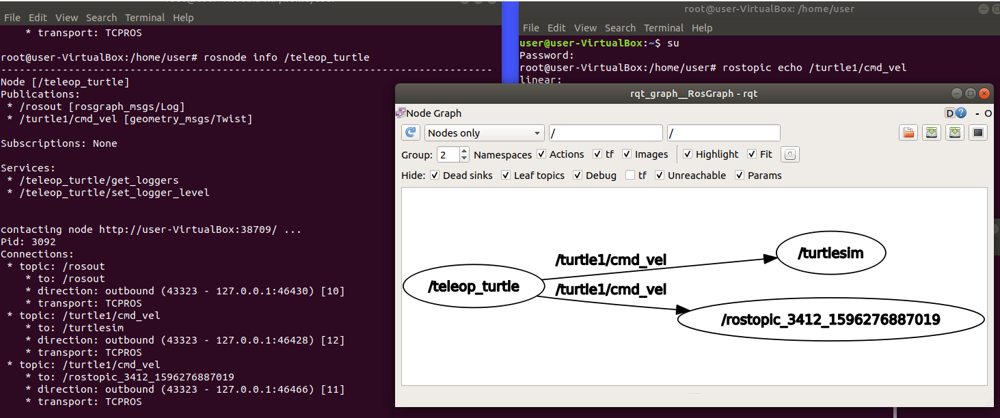 File Edit View Search Terminal Help
    * transport: TCPROS
root@user-VirtualBox:/home/user# rosnode info /teleop_turtle
--------------------------------------------------------------------------------
Node [/teleop_turtle]
Publications:
 * /rosout [rosgraph_msgs/Log]
 * /turtle1/cmd_vel [geometry_msgs/Twist]
Subscriptions: None
Services:
 * /teleop_turtle/get_loggers
 * /teleop_turtle/set_logger_level
contacting node http://user-VirtualBox:38709/ ...
Pid: 3092
Connections:
 * topic: /rosout
    * to: /rosout
    * direction: outbound (43323 - 127.0.0.1:46430) [10]
    * transport: TCPROS
 * topic: /turtle1/cmd_vel
    * to: /turtlesim
    * direction: outbound (43323 - 127.0.0.1:46428) [12]
    * transport: TCPROS
 * topic: /turtle1/cmd_vel
    * to: /rostopic_3412_1596276887019
    * direction: outbound (43323 - 127.0.0.1:46466) [11]
    * transport: TCPROS
root@user-VirtualBox: /home/user
File Edit View Search Terminal Help
user@user-VirtualBox:~$ su
Password:
root@user-VirtualBox:/home/user# rostopic echo /turtle1/cmd_vel
linear:
rqt_graph__RosGraph - rqt
Node Graph D ? - O
Nodes only / /
Group: 2 Namespaces Actions tf Images Highlight Fit
Hide: Dead sinks Leaf topics Debug tf Unreachable Params
/turtlesim
/turtle1/cmd_vel
/teleop_turtle
/turtle1/cmd_vel
/rostopic_3412_1596276887019